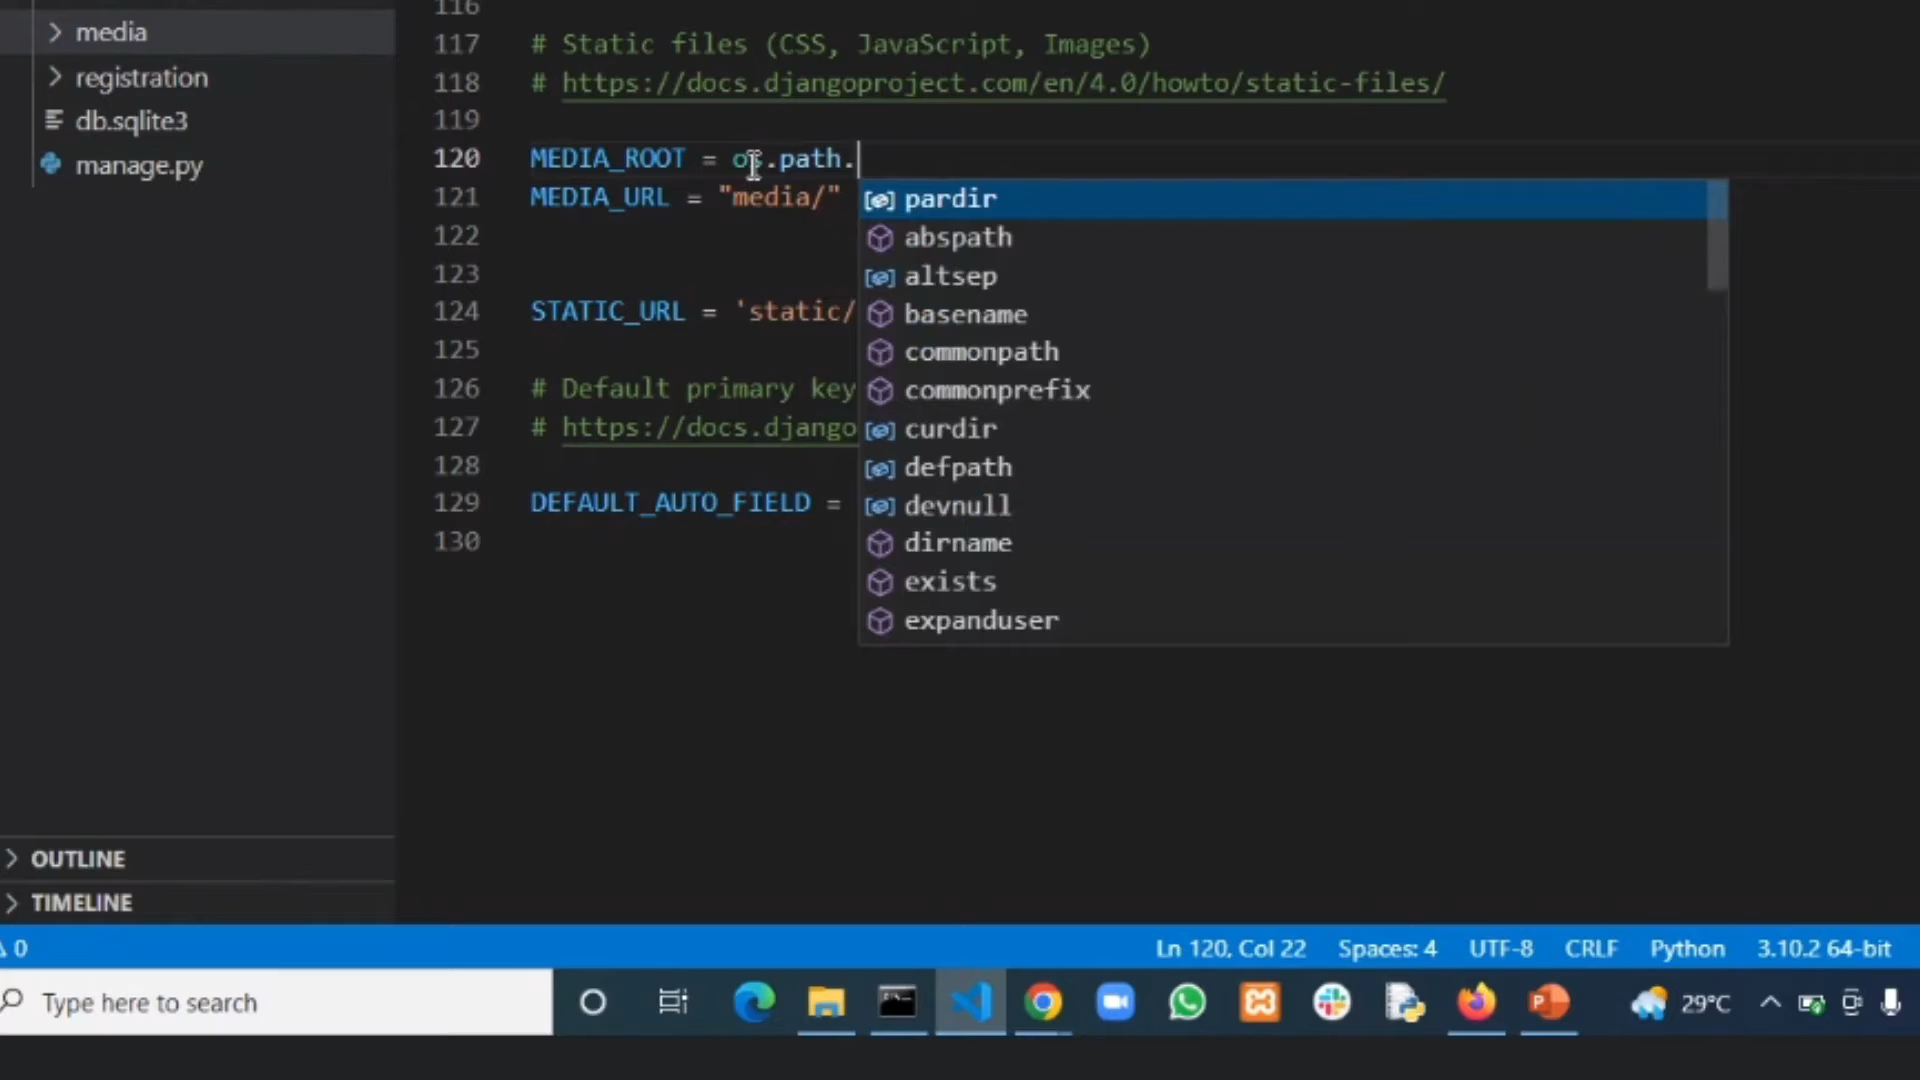 media
registration
db.sqlite3
manage.py
OUTLINE
TIMELINE
116
117 # Static files (CSS, JavaScript, Images)
118 # https://docs.djangoproject.com/en/4.0/howto/static-files/
119
120 MEDIA_ROOT = os.path.
121 MEDIA_URL = "media/"
122
123
124 STATIC_URL = 'static/
125
126 # Default primary key
127 # https://docs.django
128
129 DEFAULT_AUTO_FIELD =
130
pardir
abspath
altsep
basename
commonpath
commonprefix
curdir
defpath
devnull
dirname
exists
expanduser
0
Ln 120, Col 22 Spaces: 4 UTF-8 CRLF Python 3.10.2 64-bit
Type here to search
29°C